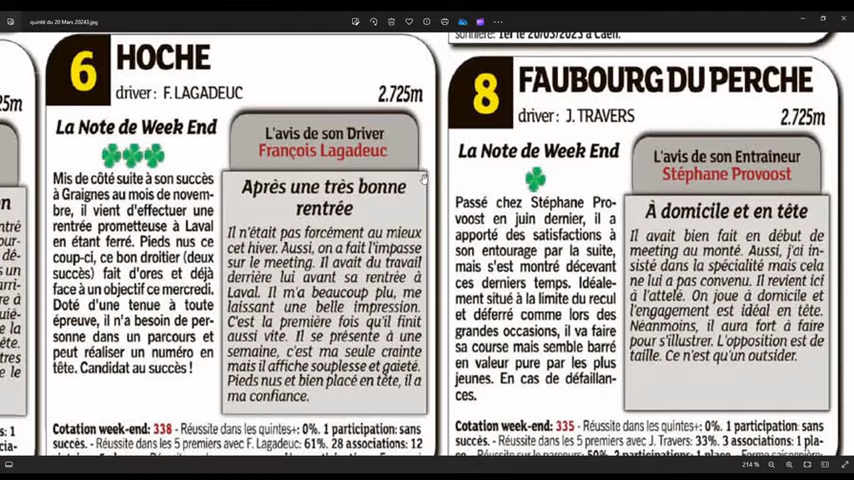 quinté du 20 Mars 20243.jpg
25m
6
HOCHE
driver: F. LAGADEUC
2.725m
La Note de Week End
Mis de côté suite à son succès
à Graignes au mois de novem-
bre, il vient d'effectuer une
rentrée prometteuse à Laval
en étant ferré. Pieds nus ce
coup-ci, ce bon droitier (deux
succès) fait d'ores et déjà
face à un objectif ce mercredi.
Doté d'une tenue à toute
épreuve, il n'a besoin de per-
sonne dans un parcours et
peut réaliser un numéro en
tête. Candidat au succès !
L'avis de son Driver
François Lagadeuc
Après une très bonne
rentrée
Il n'était pas forcément au mieux
cet hiver. Aussi, on a fait l'impasse
sur le meeting. Il avait du travail
derrière lui avant sa rentrée à
Laval. Il m'a beaucoup plu, me
laissant une belle impression.
C'est la première fois qu'il finit
aussi vite. Il se présente à une
semaine, c'est ma seule crainte
mais il affiche souplesse et gaieté.
Pieds nus et bien placé en tête, il a
ma confiance.
Cotation week-end: 338 - Réussite dans les quintes+: 0%. 1 participation: sans
succès. - Réussite dans les 5 premiers avec F. Lagadeuc: 61%. 28 associations: 12
sonnière: 1er le 20/03/2023 à Caen.
8
FAUBOURG DU PERCHE
driver: J. TRAVERS
2.725m
La Note de Week End
Passé chez Stéphane Pro-
voost en juin dernier, il a
apporté des satisfactions à
son entourage par la suite,
mais s'est montré décevant
ces derniers temps. Idéale-
ment situé à la limite du recul
et déferré comme lors des
grandes occasions, il va faire
sa course mais semble barré
en valeur pure par les plus
jeunes. En cas de défaillan-
ces.
L'avis de son Entraîneur
Stéphane Provoost
À domicile et en tête
Il avait bien fait en début de
meeting au monté. Aussi, j'ai in-
sisté dans la spécialité mais cela
ne lui a pas convenu. Il revient ici
à l'attelé. On joue à domicile et
l'engagement est idéal en tête.
Néanmoins, il aura fort à faire
pour s'illustrer. L'opposition est de
taille. Ce n'est qu'un outsider.
Cotation week-end: 335 - Réussite dans les quintes+: 0%. 1 participation: sans
succès. - Réussite dans les 5 premiers avec J. Travers: 33%. 3 associations: 1 pla-
214 %